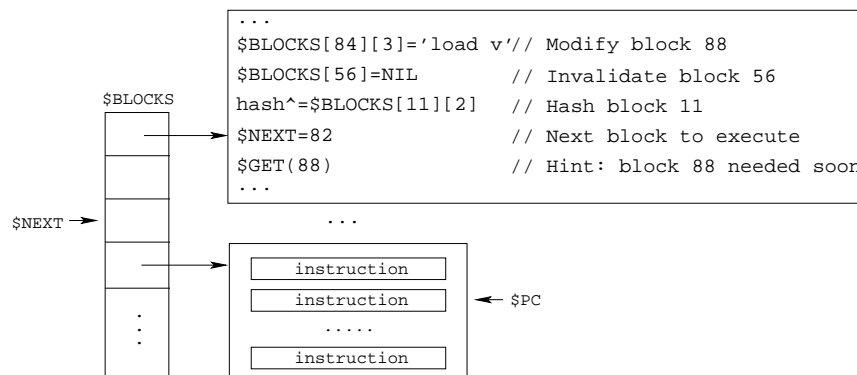 ...
$BLOCKS[84][3]='load v'// Modify block 88
$BLOCKS[56]=NIL // Invalidate block 56
$BLOCKS
hash^=$BLOCKS[11][2] // Hash block 11
$NEXT=82 // Next block to execute
$GET(88) // Hint: block 88 needed soon
...
$NEXT
...
instruction
instruction
$PC
.....
instruction